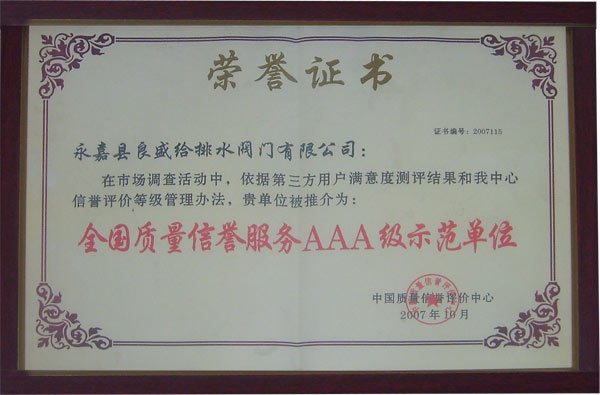 荣誉证书
证书编号：2007115
永嘉县良盛给排水阀门有限公司：
在市场调查活动中，依据第三方用户满意度测评结果和我中心
信誉评价等级管理办法，贵单位被推介为：
全国质量信誉服务AAA级示范单位
中国质量信誉评价中心
2007年10月